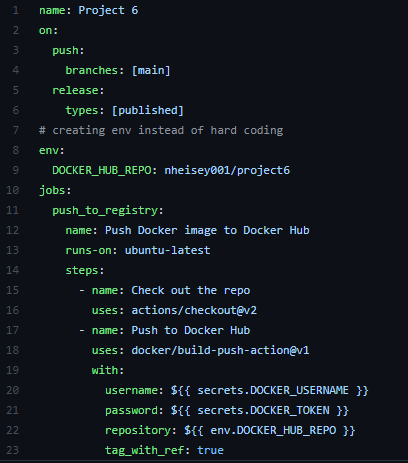 1 name: Project 6
2 on:
3   push:
4     branches: [main]
5   release:
6     types: [published]
7 # creating env instead of hard coding
8 env:
9   DOCKER_HUB_REPO: nheisey001/project6
10 jobs:
11   push_to_registry:
12     name: Push Docker image to Docker Hub
13     runs-on: ubuntu-latest
14     steps:
15       - name: Check out the repo
16         uses: actions/checkout@v2
17       - name: Push to Docker Hub
18         uses: docker/build-push-action@v1
19         with:
20           username: ${{ secrets.DOCKER_USERNAME }}
21           password: ${{ secrets.DOCKER_TOKEN }}
22           repository: ${{ env.DOCKER_HUB_REPO }}
23           tag_with_ref: true